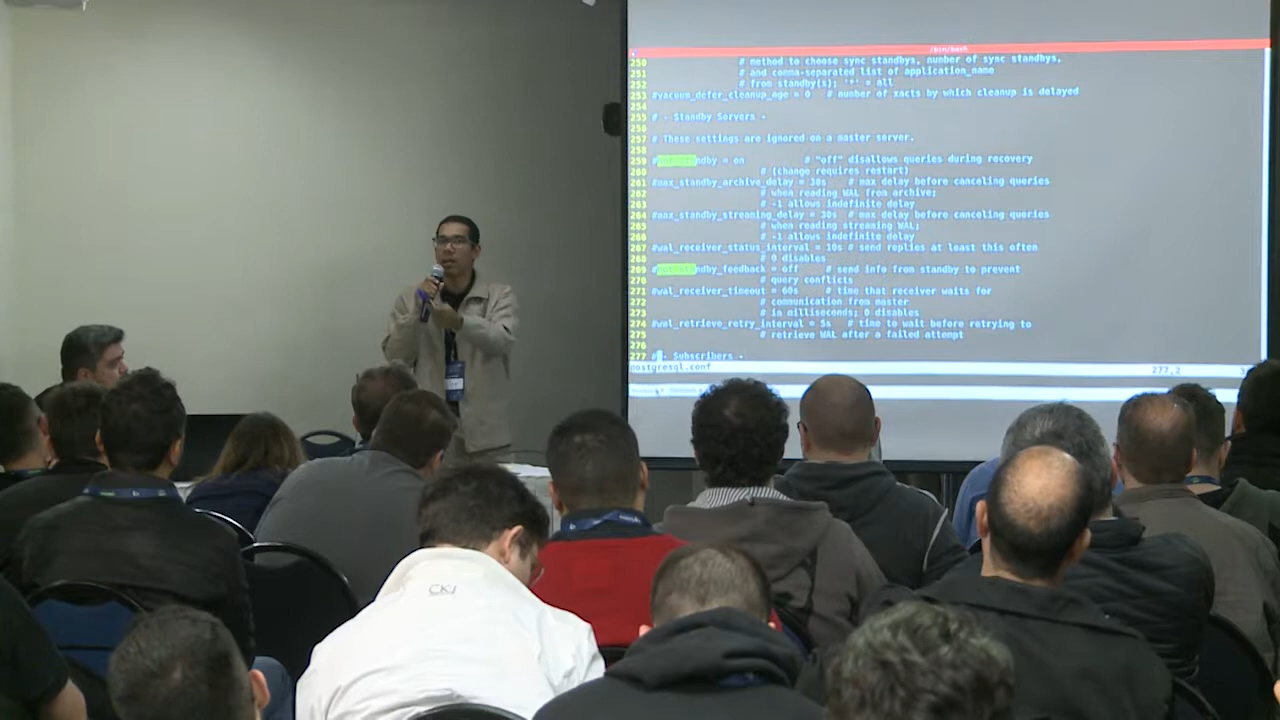 /bin/bash
250 # method to choose sync standbys, number of sync standbys,
251 # and comma-separated list of application_name
252 # from standby(s); '*' = all
253 #vacuum_defer_cleanup_age = 0 # number of xacts by which cleanup is delayed
254
255 # - Standby Servers -
256
257 # These settings are ignored on a master server.
258
259 #ndby = on # "off" disallows queries during recovery
260 # (change requires restart)
261 #max_standby_archive_delay = 30s # max delay before canceling queries
262 # when reading WAL from archive;
263 # -1 allows indefinite delay
264 #max_standby_streaming_delay = 30s # max delay before canceling queries
265 # when reading streaming WAL;
266 # -1 allows indefinite delay
267 #wal_receiver_status_interval = 10s # send replies at least this often
268 # 0 disables
269 #ndby_feedback = off # send info from standby to prevent
270 # query conflicts
271 #wal_receiver_timeout = 60s # time that receiver waits for
272 # communication from master
273 # in milliseconds; 0 disables
274 #wal_retrieve_retry_interval = 5s # time to wait before retrying to
275 # retrieve WAL after a failed attempt
276
277 # - Subscribers -
postgresql.conf 277,2
CKJ